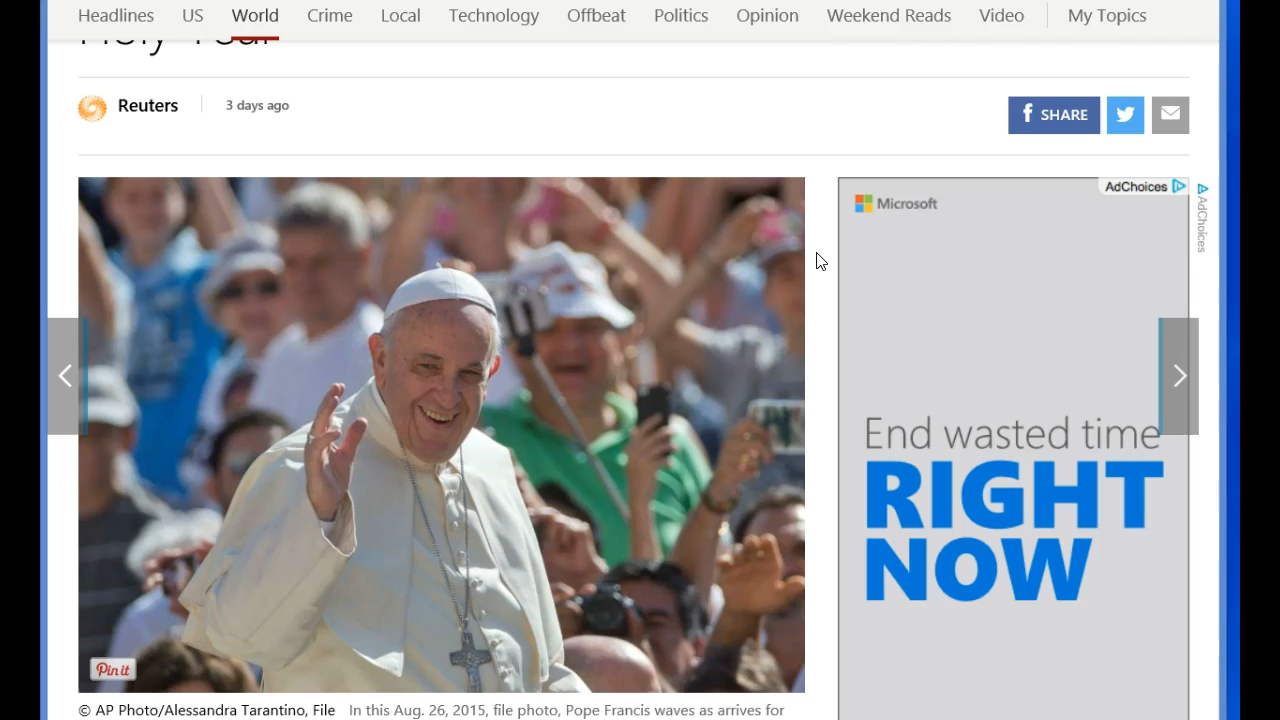 Headlines US World Crime Local Technology Offbeat Politics Opinion Weekend Reads Video My Topics
Holy Year
Reuters 3 days ago
f SHARE
AdChoices
AdChoices
Microsoft
End wasted time
RIGHT
NOW
Pin it
© AP Photo/Alessandra Tarantino, File In this Aug. 26, 2015, file photo, Pope Francis waves as arrives for